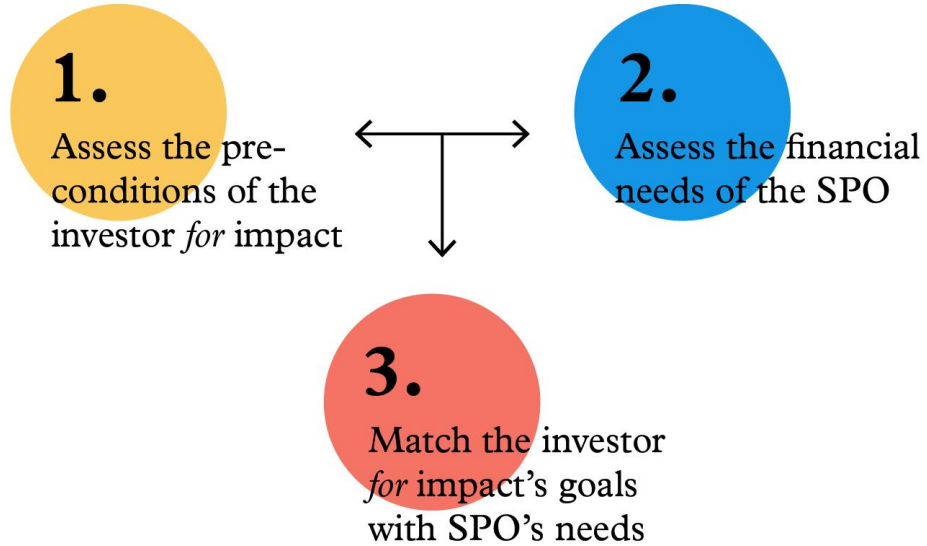 1.
Assess the pre-
conditions of the
investor for impact
2.
Assess the financial
needs of the SPO
3.
Match the investor
for impact’s goals
with SPO’s needs